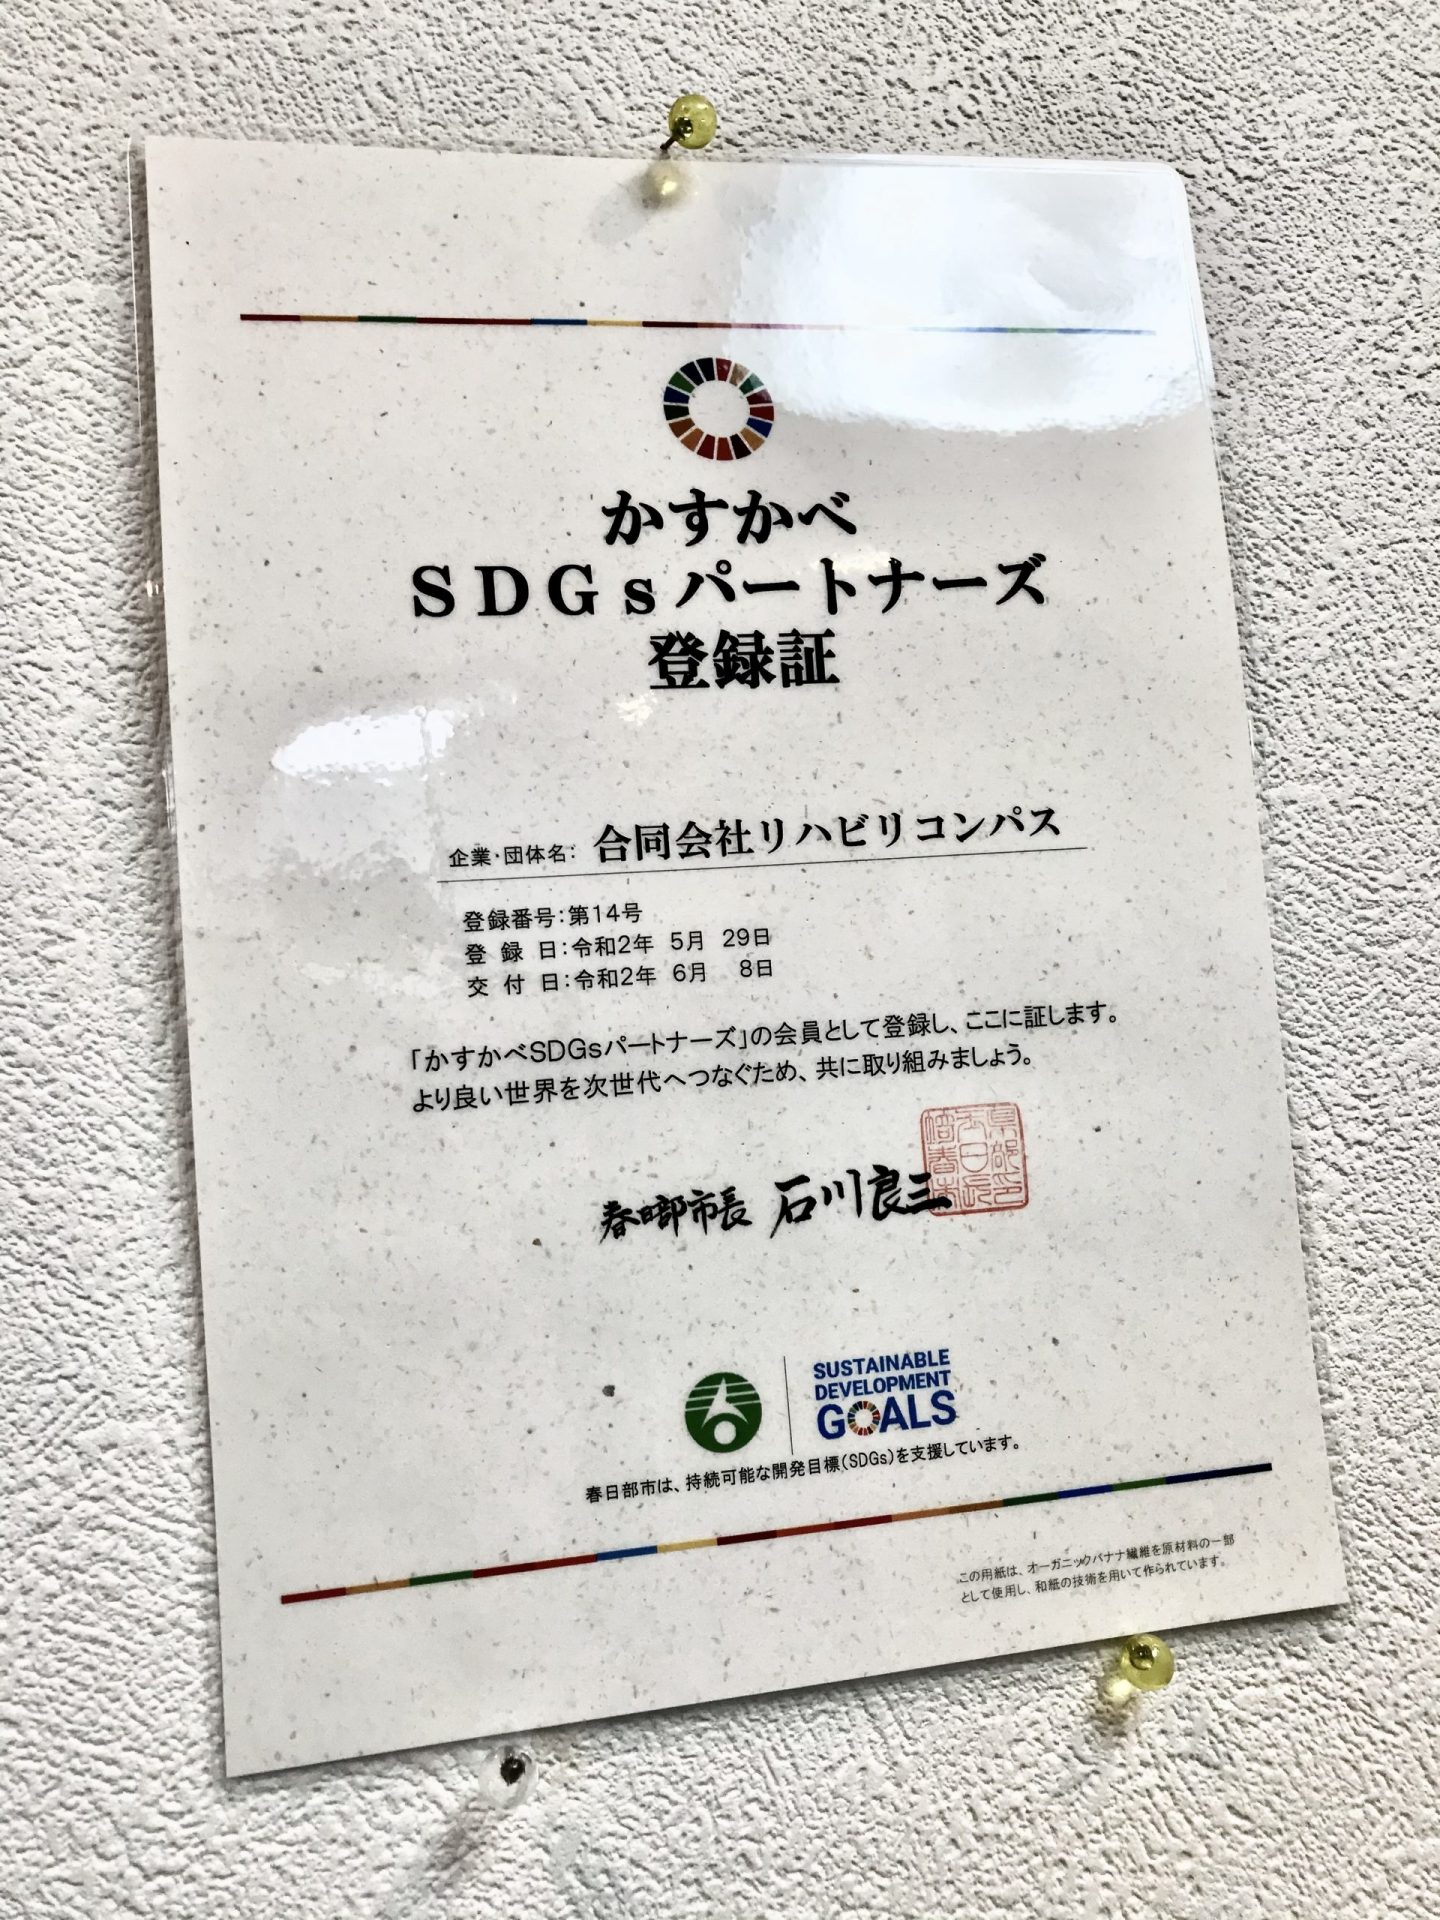 かすかべ
SDGsパートナーズ
登録証
企業・団体名: 合同会社リハビリコンパス
登録番号:第14号
登 録 日:令和2年 5月 29日
交 付 日:令和2年 6月 8日
「かすかべSDGsパートナーズ」の会員として登録し、ここに証します。
より良い世界を次世代へつなぐため、共に取り組みましょう。
春日部市長 石川良三
SUSTAINABLE
DEVELOPMENT
GOALS
春日部市は、持続可能な開発目標(SDGs)を支援しています。
この用紙は、オーガニックバナナ繊維を原材料の一部
として使用し、和紙の技術を用いて作られています。